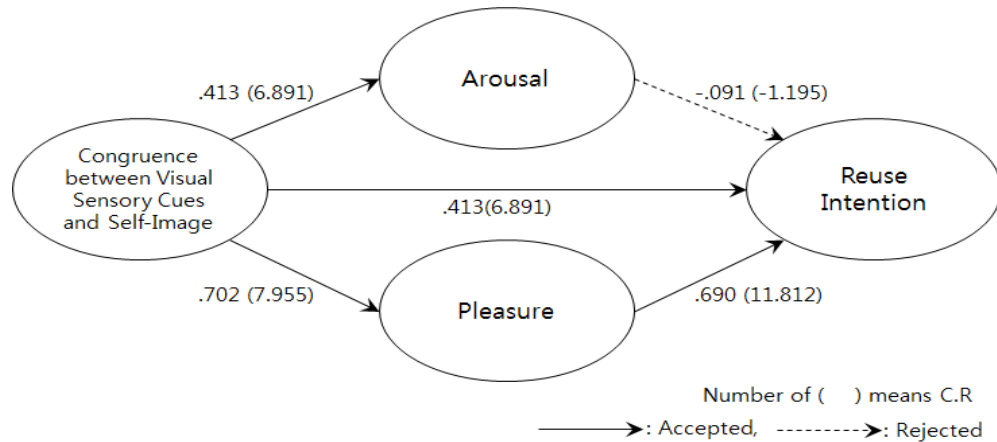 Arousal
.413 (6.891)
-.091 (-1.195)
Congruence
between Visual
Sensory Cues
and Self-Image
Reuse
Intention
.413(6.891)
.702 (7.955)
Pleasure
.690 (11.812)
Number of (    ) means C.R
: Accepted,
: Rejected